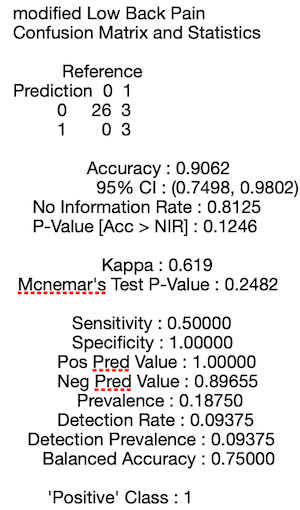 modified Low Back Pain
Confusion Matrix and Statistics
Reference
Prediction 0 1
0 26 3
1 0 3
Accuracy : 0.9062
95% CI : (0.7498, 0.9802)
No Information Rate : 0.8125
P-Value [Acc > NIR] : 0.1246
Kappa : 0.619
Mcnemar's Test P-Value : 0.2482
Sensitivity : 0.50000
Specificity : 1.00000
Pos Pred Value : 1.00000
Neg Pred Value : 0.89655
Prevalence : 0.18750
Detection Rate : 0.09375
Detection Prevalence : 0.09375
Balanced Accuracy : 0.75000
'Positive' Class : 1